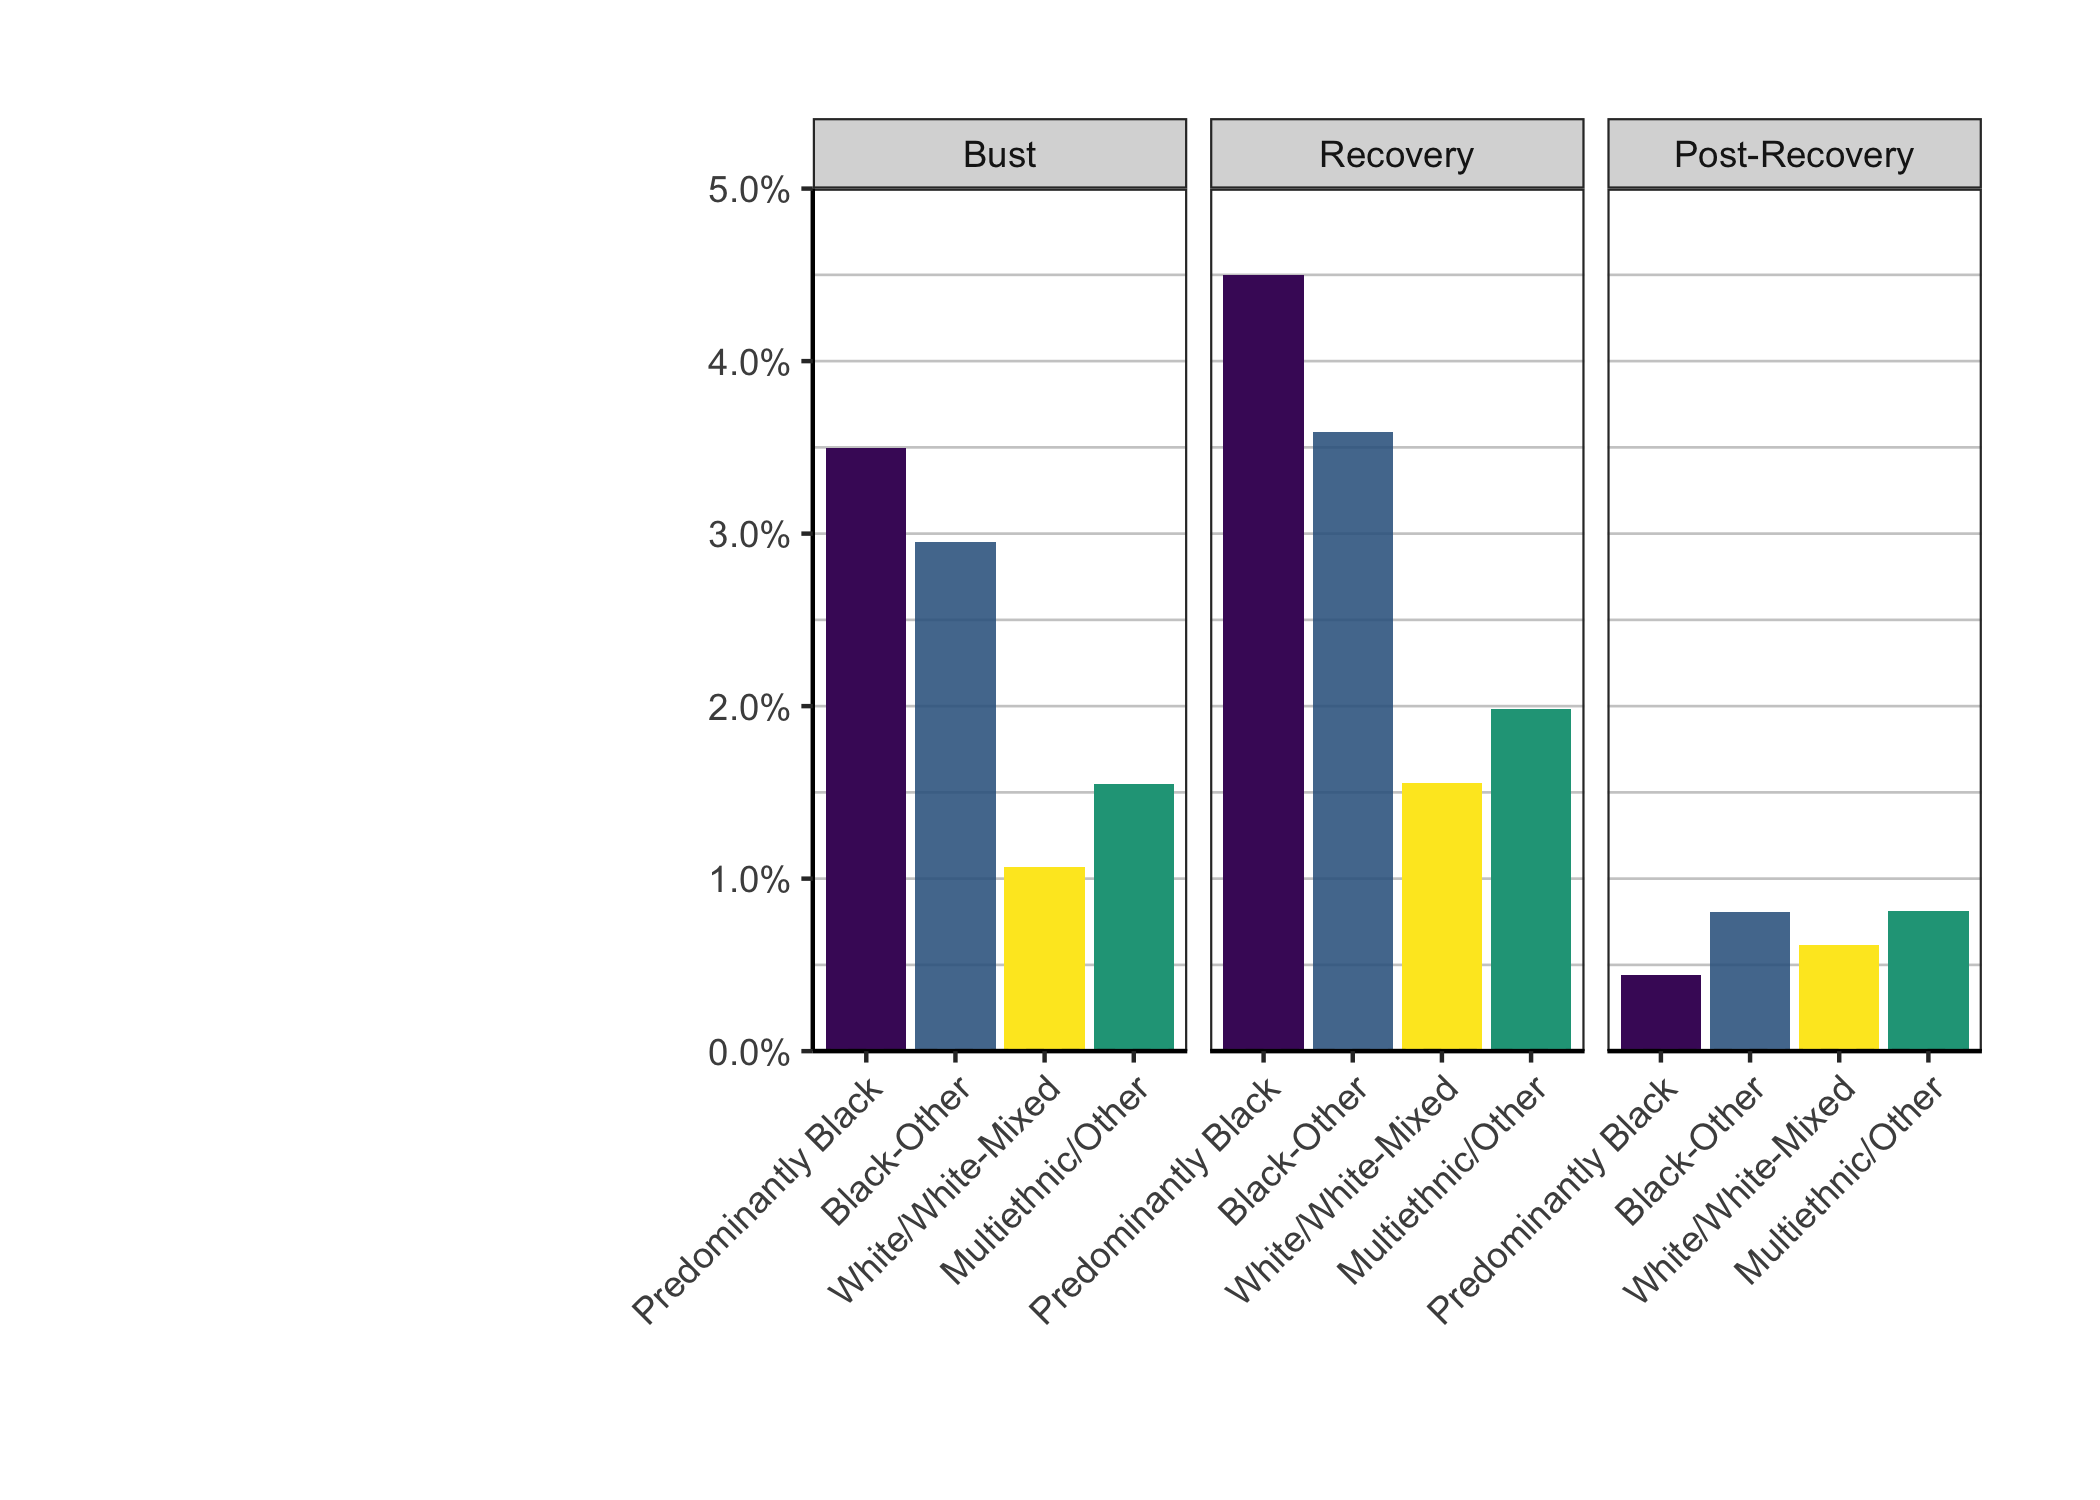 Bust
Recovery
Post-Recovery
5.0%
4.0%
3.0%
2.0%
1.0%
0.0%
Predominantly Black
Black-Other
White/White-Mixed
Multiethnic/Other
Predominantly Black
Black-Other
White/White-Mixed
Multiethnic/Other
Predominantly Black
Black-Other
White/White-Mixed
Multiethnic/Other